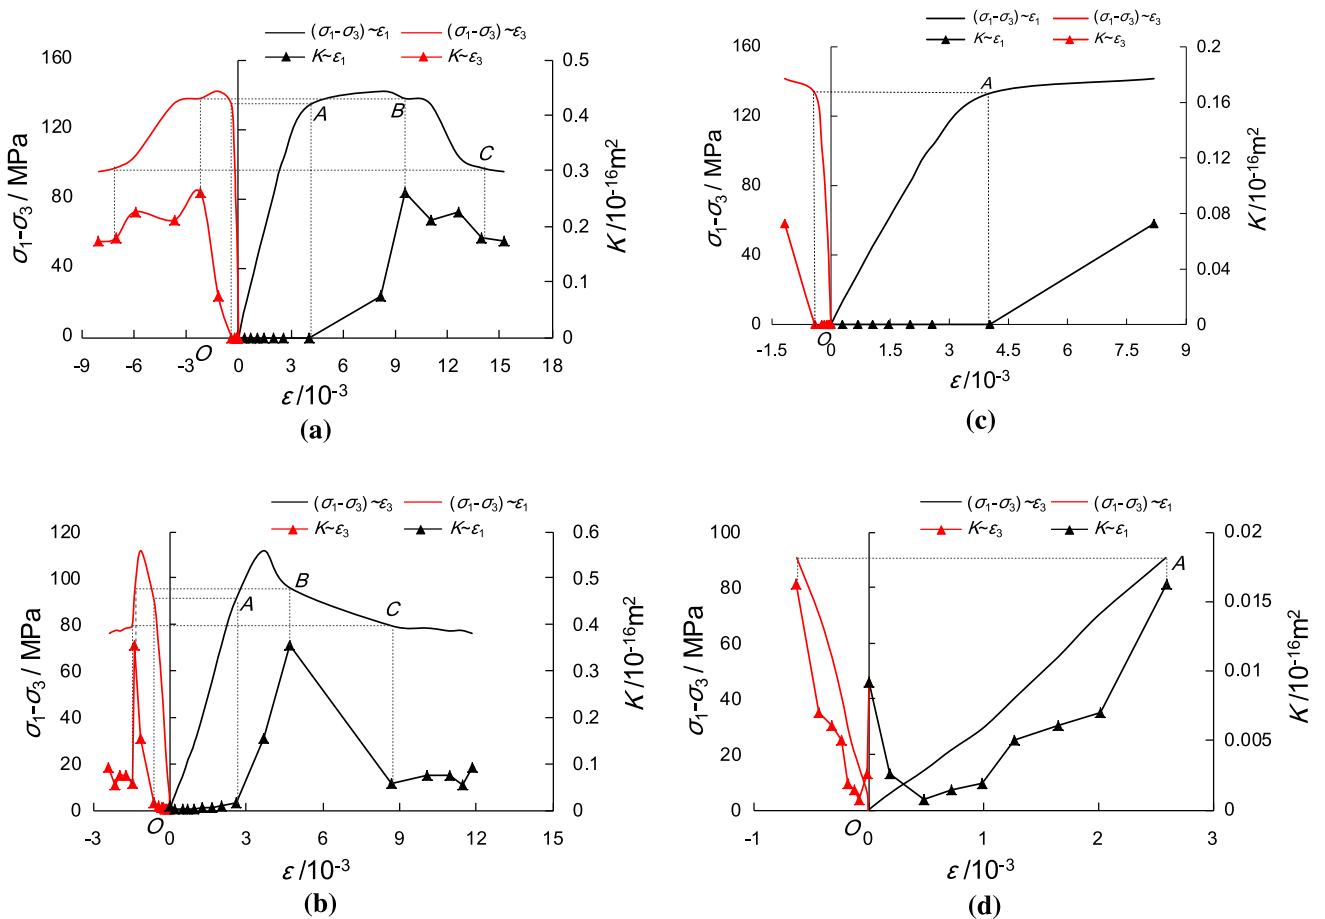 (σ₁-σ₃)~ε₁ (σ₁-σ₃)~ε₃
K~ε₁ K~ε₃
σ₁-σ₃ / MPa
160
120
80
40
0
K /10⁻¹⁶m²
0.5
0.4
0.3
0.2
0.1
0
A
B
C
O
-9 -6 -3 0 3 6 9 12 15 18
ε /10⁻³
(a)
(σ₁-σ₃)~ε₁ (σ₁-σ₃)~ε₃
K~ε₁ K~ε₃
σ₁-σ₃ / MPa
160
120
80
40
0
K /10⁻¹⁶m²
0.2
0.16
0.12
0.08
0.04
0
A
O
-1.5 0 1.5 3 4.5 6 7.5 9
ε /10⁻³
(c)
(σ₁-σ₃)~ε₃ (σ₁-σ₃)~ε₁
K~ε₃ K~ε₁
σ₁-σ₃ / MPa
120
100
80
60
40
20
0
K /10⁻¹⁶m²
0.6
0.5
0.4
0.3
0.2
0.1
0
A
B
C
O
-3 0 3 6 9 12 15
ε /10⁻³
(b)
(σ₁-σ₃)~ε₃ (σ₁-σ₃)~ε₁
K~ε₃ K~ε₁
σ₁-σ₃ / MPa
100
80
60
40
20
0
K /10⁻¹⁶m²
0.02
0.015
0.01
0.005
0
A
O
-1 0 1 2 3
ε /10⁻³
(d)